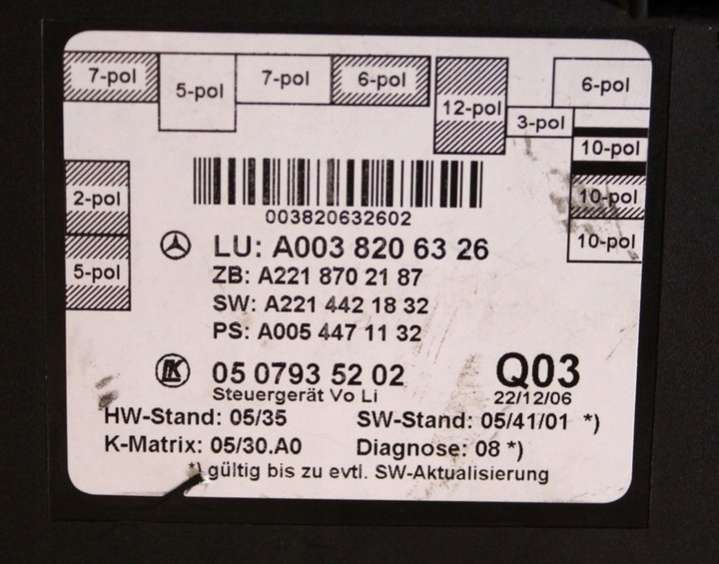 7-pol
5-pol
7-pol
6-pol
12-pol
3-pol
6-pol
10-pol
10-pol
10-pol
2-pol
5-pol
003820632602
LU: A003 820 63 26
ZB: A221 870 21 87
SW: A221 442 18 32
PS: A005 447 11 32
05 0793 52 02
Q03
Steuergerät Vo Li
22/12/06
HW-Stand: 05/35
SW-Stand: 05/41/01 *)
K-Matrix: 05/30.A0
Diagnose: 08 *)
*) gültig bis zu evtl. SW-Aktualisierung